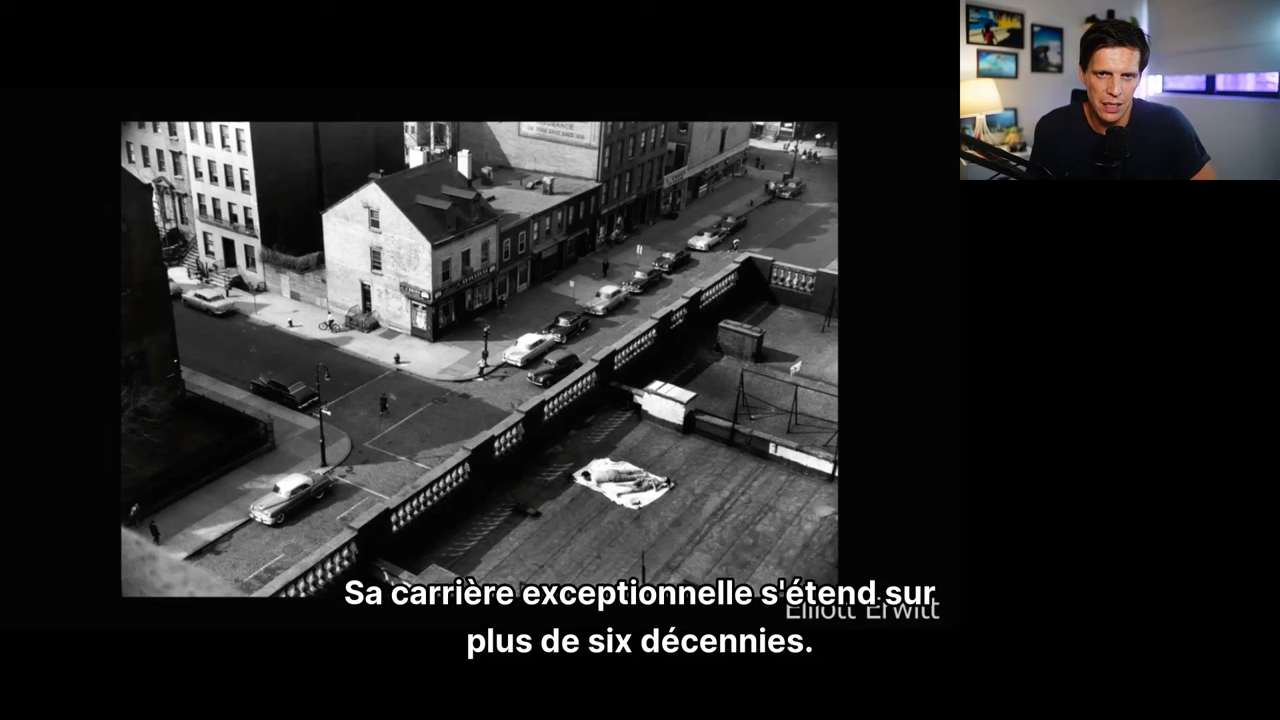 Sa carrière exceptionnelle s'étend sur
Elliott Erwitt
plus de six décennies.